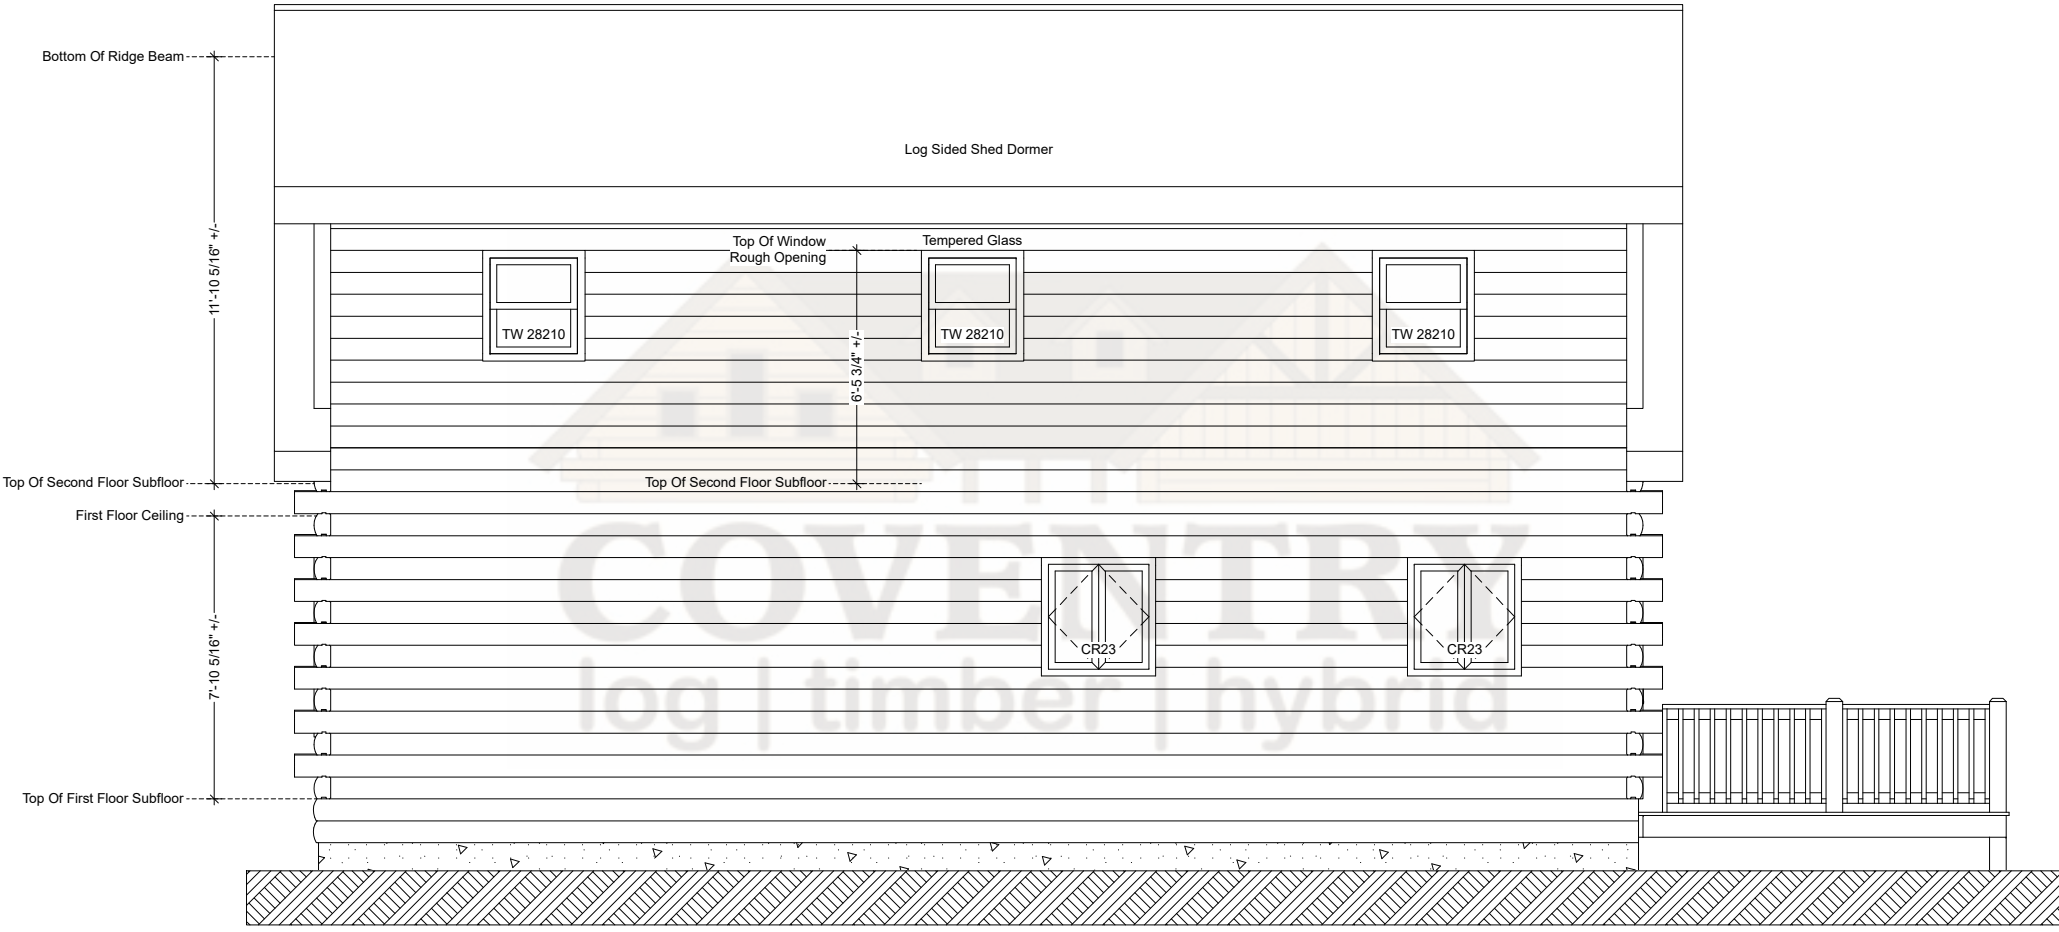 Bottom Of Ridge Beam
Log Sided Shed Dormer
11'-10 5/16" +/-
Top Of Window
Rough Opening
Tempered Glass
TW 28210
TW 28210
TW 28210
6'-5 3/4" +/-
Top Of Second Floor Subfloor
Top Of Second Floor Subfloor
First Floor Ceiling
COVENTRY
log | timber | hybrid
CR23
CR23
7'-10 5/16" +/-
Top Of First Floor Subfloor